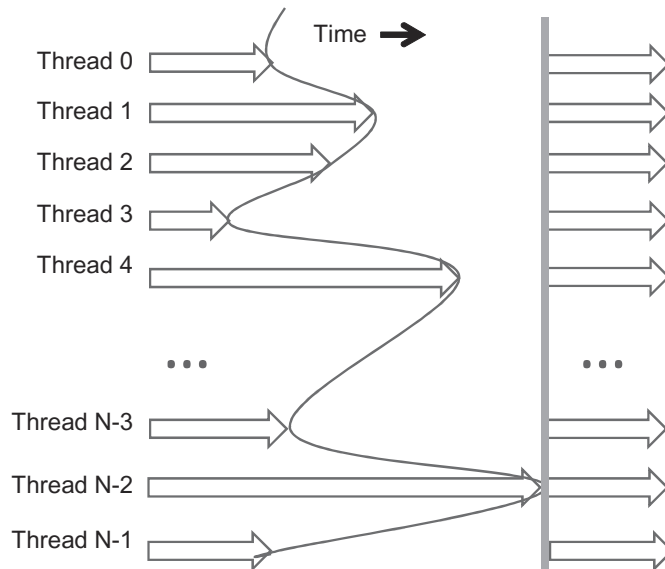 Time
Thread 0
Thread 1
Thread 2
Thread 3
Thread 4
... ...
Thread N-3
Thread N-2
Thread N-1